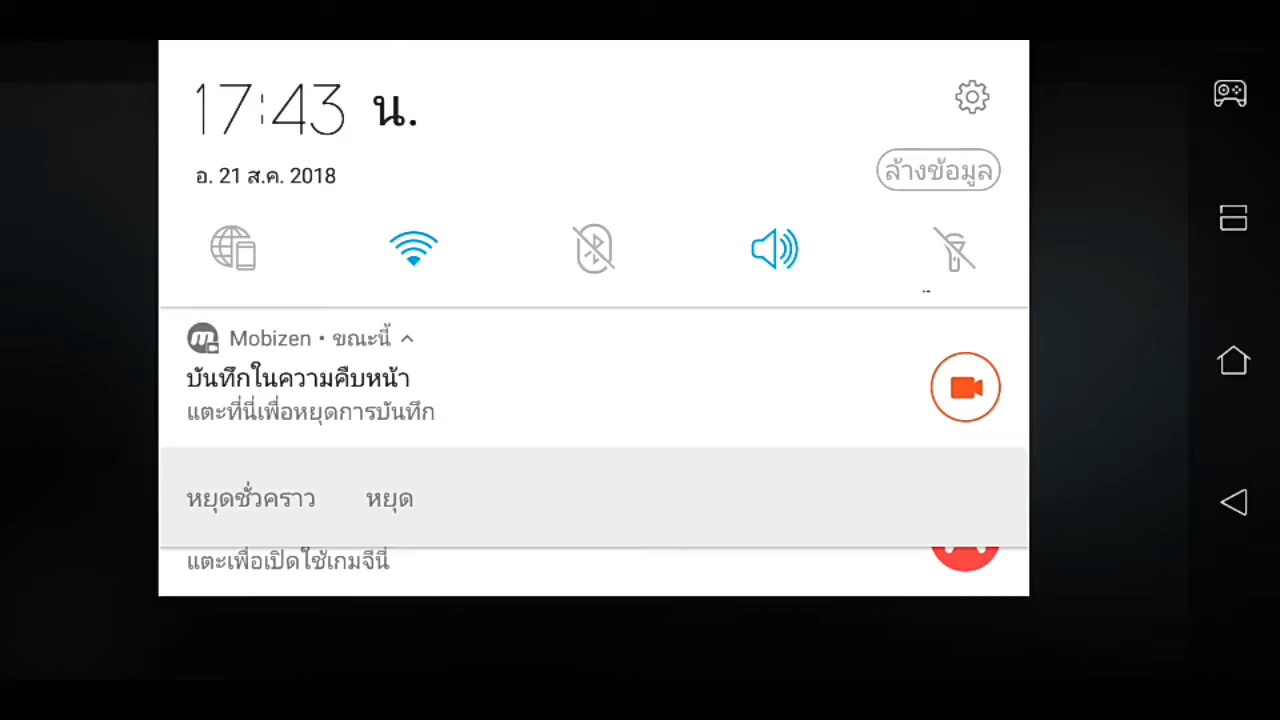 17:43 น.
อ. 21 ส.ค. 2018
ล้างข้อมูล
Mobizen • ขณะนี้
บันทึกในความคืบหน้า
แตะที่นี่เพื่อหยุดการบันทึก
หยุดชั่วคราว หยุด
แตะเพื่อเปิดใช้เกมจีนี่